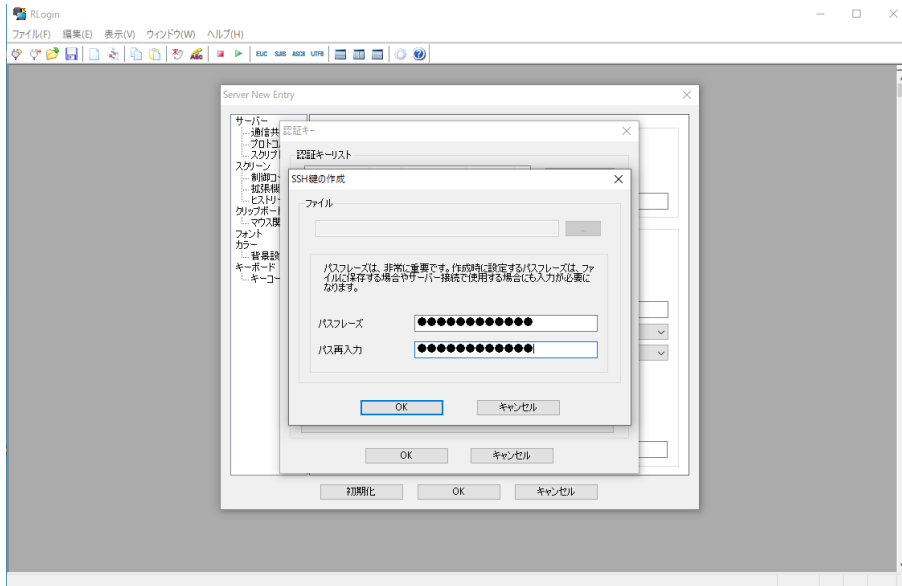 RLogin
ファイル(F) 編集(E) 表示(V) ウィンドウ(W) ヘルプ(H)
EUC SJIS ASCII UTF8
Server New Entry
サーバー
通信共
プロトコ
スクリプト
スクリーン
制御コー
拡張機
ヒストリー
クリップボード
マウス関
フォント
カラー
背景設
キーボード
キーコー
認証キー
認証キーリスト
SSH鍵の作成
ファイル
...
パスフレーズは、非常に重要です。作成時に設定するパスフレーズは、ファ
イルに保存する場合やサーバー接続で使用する場合にも入力が必要に
なります。
パスフレーズ ●●●●●●●●●●●●
パス再入力 ●●●●●●●●●●●●
OK キャンセル
OK キャンセル
初期化 OK キャンセル